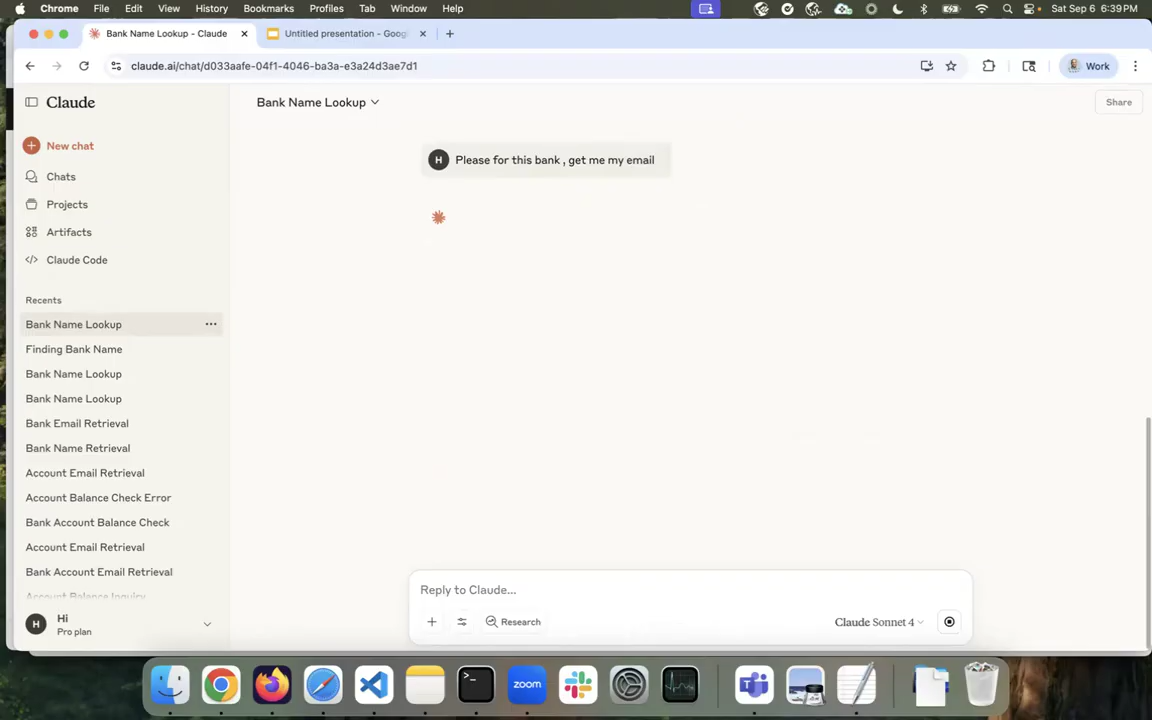 Chrome File Edit View History Bookmarks Profiles Tab Window Help Sat Sep 6 6:39 PM
Bank Name Lookup - Claude Untitled presentation - Goog
claude.ai/chat/d033aafe-04f1-4046-ba3a-e3a24d3ae7d1 Work
Claude
Bank Name Lookup
Share
New chat
Chats
Projects
Artifacts
Claude Code
Recents
Bank Name Lookup
Finding Bank Name
Bank Name Lookup
Bank Name Lookup
Bank Email Retrieval
Bank Name Retrieval
Account Email Retrieval
Account Balance Check Error
Bank Account Balance Check
Account Email Retrieval
Bank Account Email Retrieval
Account Balance Inquiry
H Hi
Pro plan
H Please for this bank , get me my email
Reply to Claude...
Research
Claude Sonnet 4
zoom